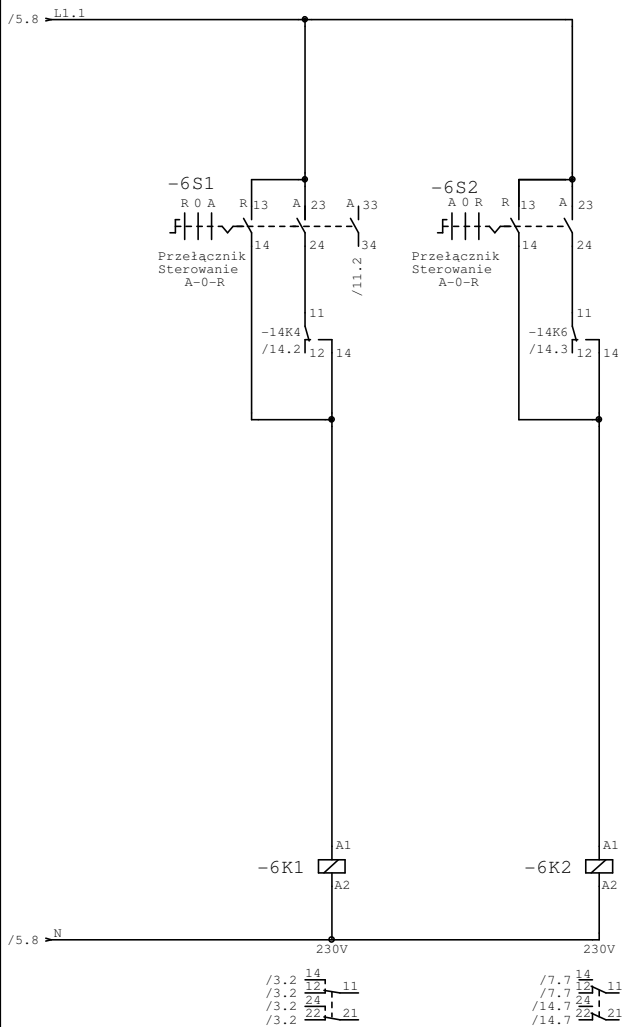 /5.8 L1.1
-6S1
R 0 A R 13 A 23 A 33
14 24 34
Przełącznik
Sterowanie
A-0-R
/11.2
11
-14K4
/14.2 12 14
-6S2
A 0 R R 13 A 23
14 24
Przełącznik
Sterowanie
A-0-R
11
-14K6
/14.3 12 14
A1
-6K1
A2
A1
-6K2
A2
/5.8 N
230V
230V
/3.2 14
/3.2 12 11
/3.2 24
/3.2 22 21
/7.7 14
/7.7 12 11
/14.7 24
/14.7 22 21